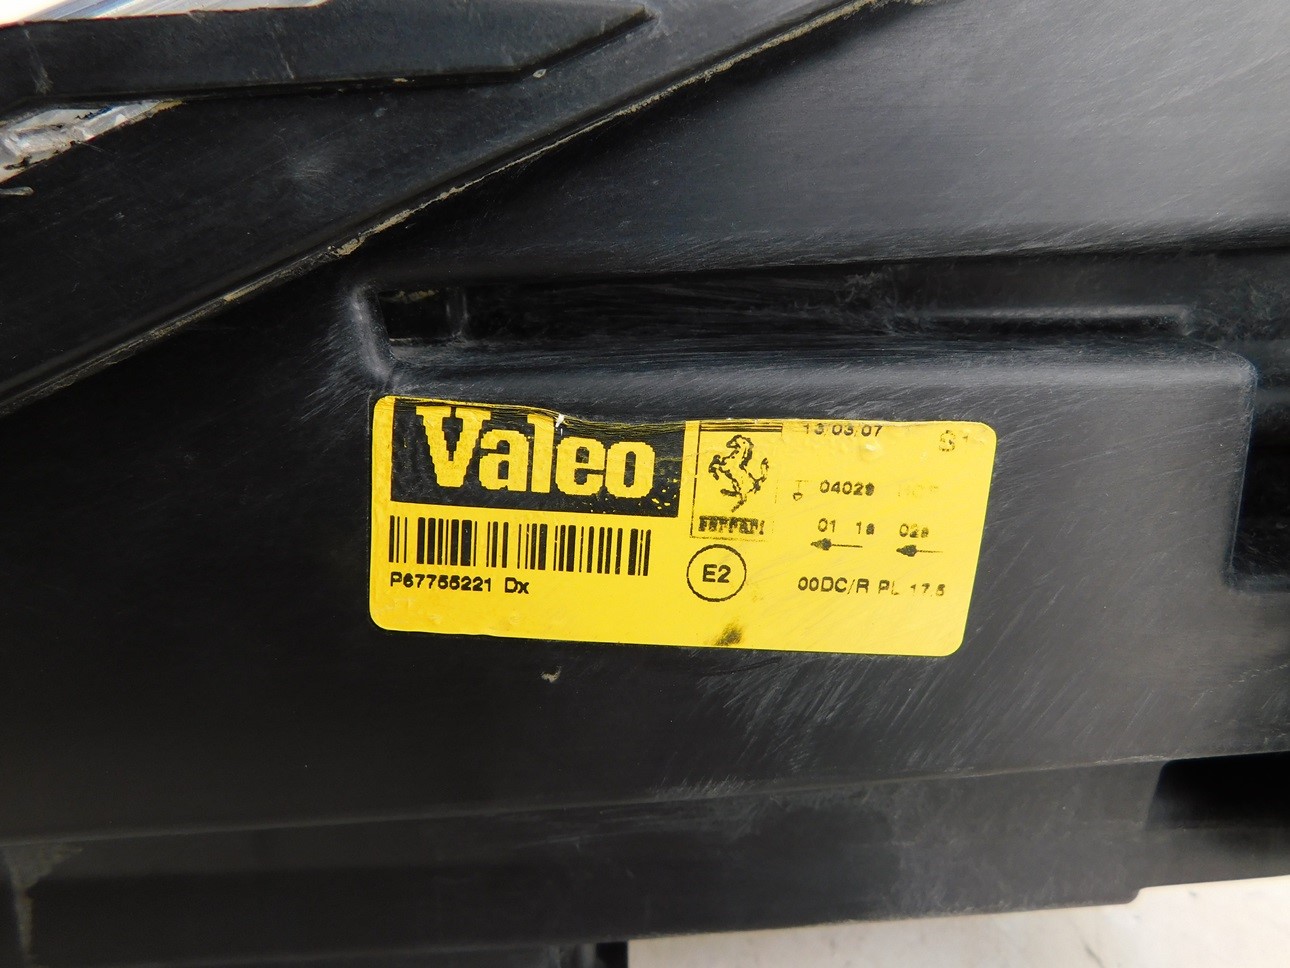 Valeo
P67755221 Dx
Ferrari
E2
13/03/07
04029
01 1a 02a
00DC/R PL 17.5